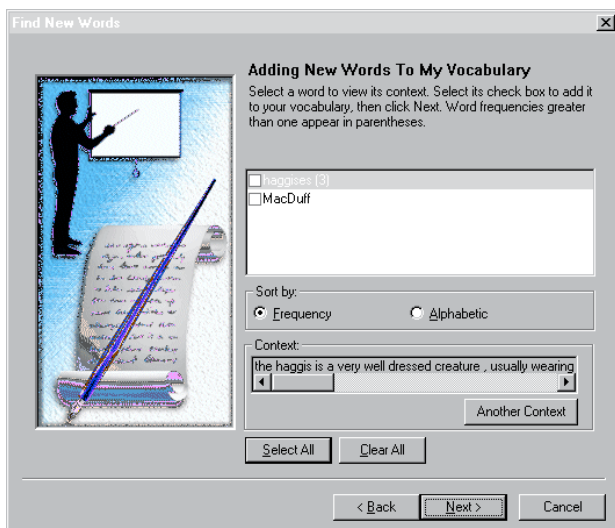 Find New Words
Adding New Words To My Vocabulary
Select a word to view its context. Select its check box to add it
to your vocabulary, then click Next. Word frequencies greater
than one appear in parentheses.
haggises (3)
MacDuff
Sort by:
Frequency
Alphabetic
Context:
the haggis is a very well dressed creature , usually wearing
Another Context
Select All
Clear All
< Back
Next >
Cancel